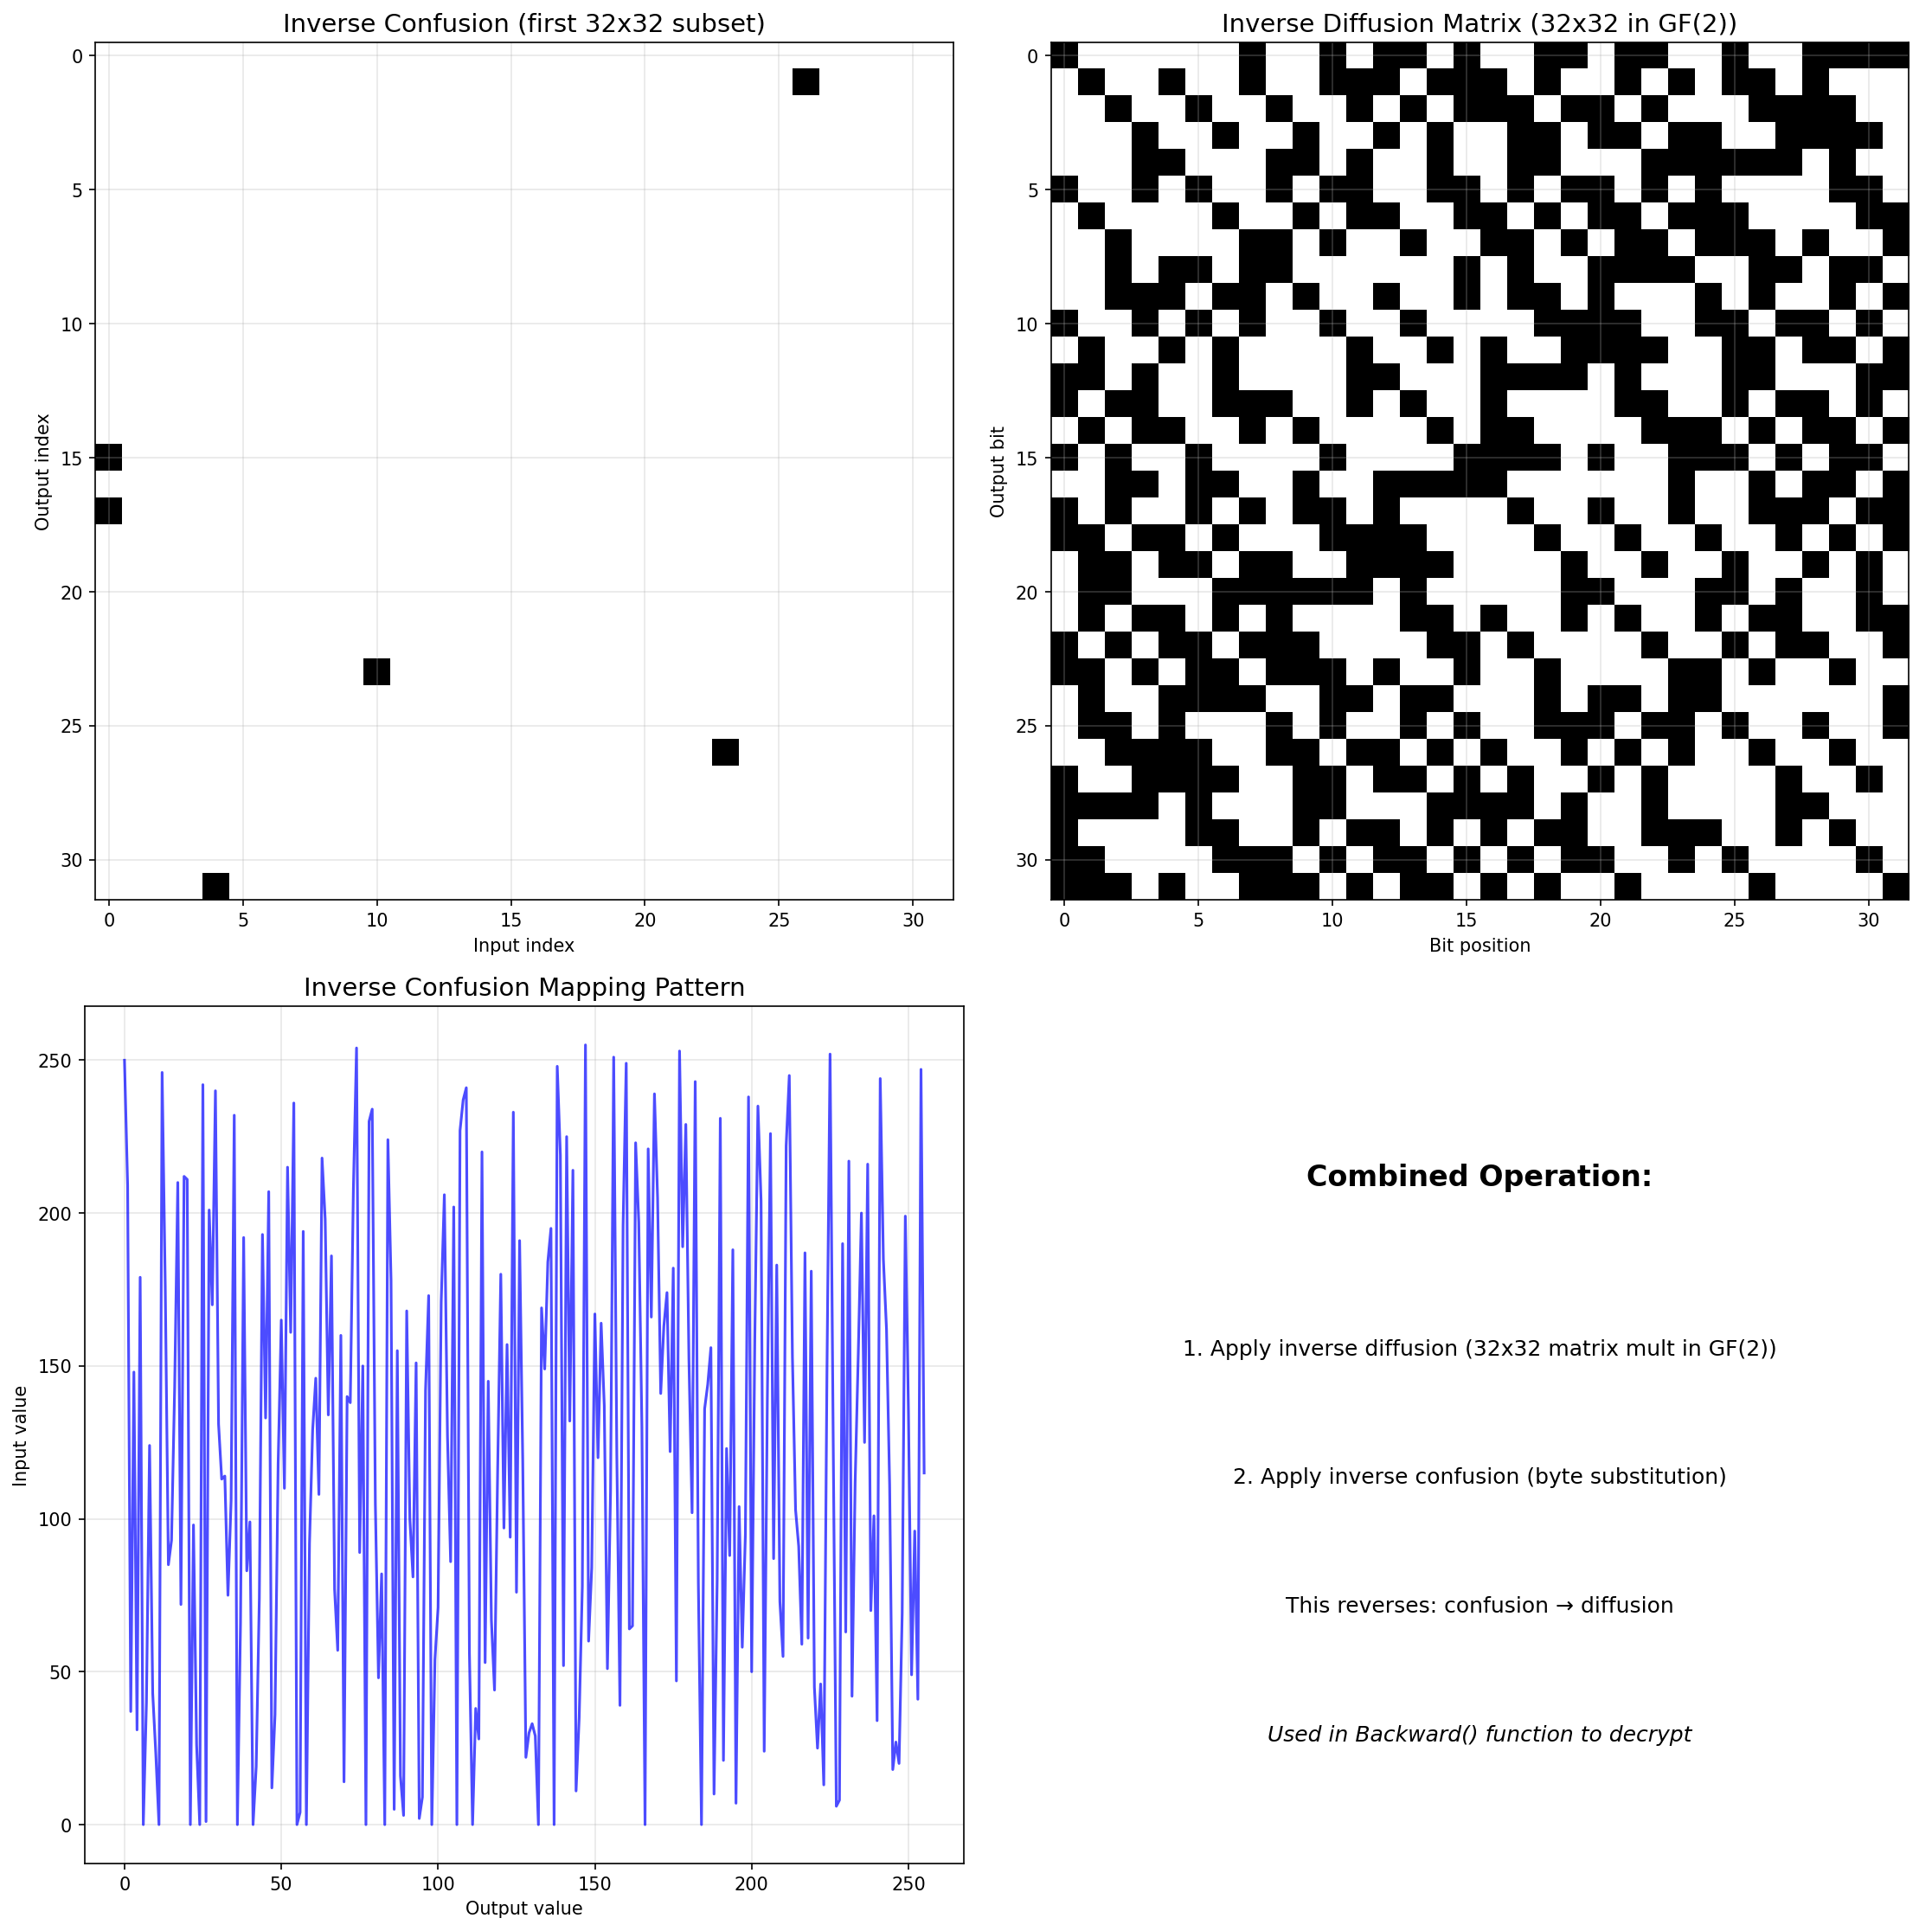 Inverse Confusion (first 32x32 subset)
0
5
10
15
20
25
30
Output index
0 5 10 15 20 25 30
Input index
Inverse Diffusion Matrix (32x32 in GF(2))
0
5
10
15
20
25
30
Output bit
0 5 10 15 20 25 30
Bit position
Inverse Confusion Mapping Pattern
250
200
150
100
50
0
Input value
0 50 100 150 200 250
Output value
Combined Operation:
1. Apply inverse diffusion (32x32 matrix mult in GF(2))
2. Apply inverse confusion (byte substitution)
This reverses: confusion → diffusion
Used in Backward() function to decrypt